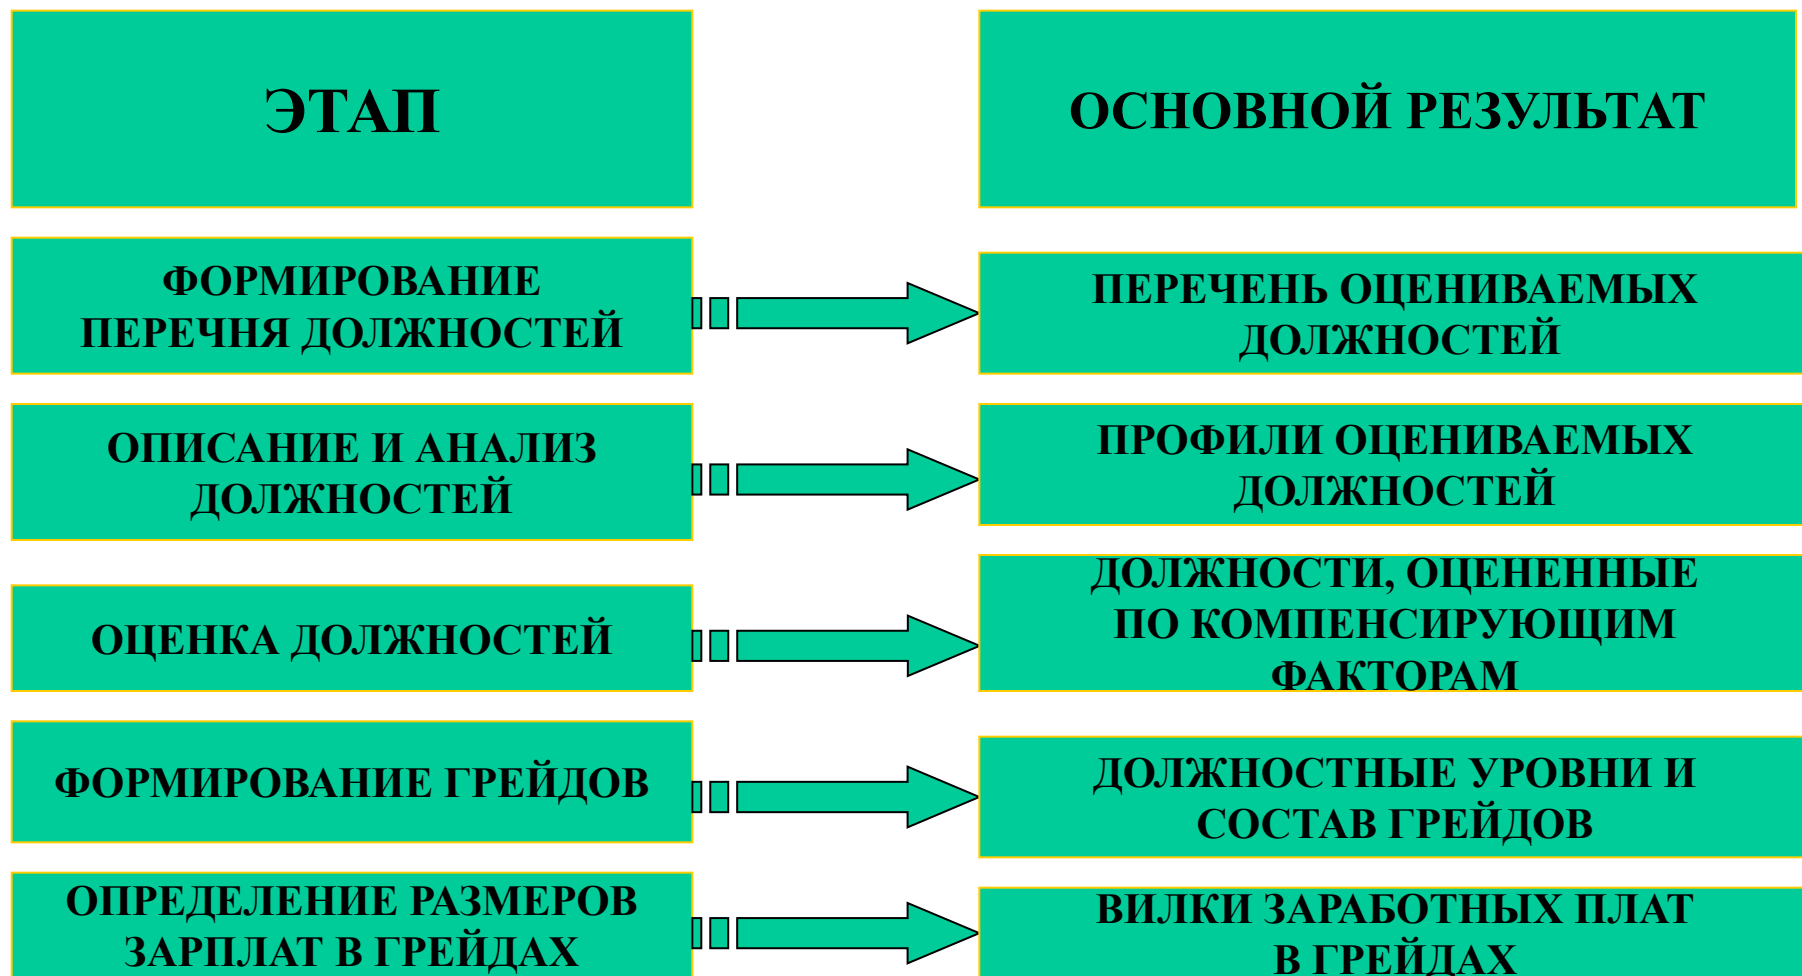 ЭТАП
ОСНОВНОЙ РЕЗУЛЬТАТ
ФОРМИРОВАНИЕ
ПЕРЕЧНЯ ДОЛЖНОСТЕЙ
ПЕРЕЧЕНЬ ОЦЕНИВАЕМЫХ
ДОЛЖНОСТЕЙ
ОПИСАНИЕ И АНАЛИЗ
ДОЛЖНОСТЕЙ
ПРОФИЛИ ОЦЕНИВАЕМЫХ
ДОЛЖНОСТЕЙ
ОЦЕНКА ДОЛЖНОСТЕЙ
ДОЛЖНОСТИ, ОЦЕНЕННЫЕ
ПО КОМПЕНСИРУЮЩИМ
ФАКТОРАМ
ФОРМИРОВАНИЕ ГРЕЙДОВ
ДОЛЖНОСТНЫЕ УРОВНИ И
СОСТАВ ГРЕЙДОВ
ОПРЕДЕЛЕНИЕ РАЗМЕРОВ
ЗАРПЛАТ В ГРЕЙДАХ
ВИЛКИ ЗАРАБОТНЫХ ПЛАТ
В ГРЕЙДАХ